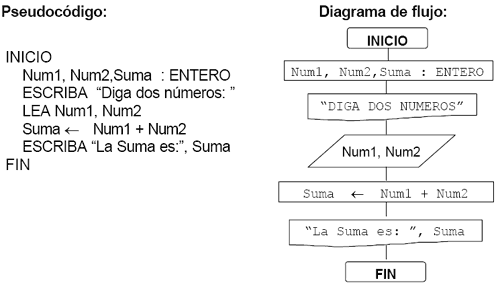 Pseudocódigo:
INICIO
Num1, Num2,Suma : ENTERO
ESCRIBA “Diga dos números: ”
LEA Num1, Num2
Suma ← Num1 + Num2
ESCRIBA “La Suma es:”, Suma
FIN
Diagrama de flujo:
INICIO
Num1, Num2,Suma : ENTERO
“DIGA DOS NUMEROS”
Num1, Num2
Suma ← Num1 + Num2
“La Suma es: ”, Suma
FIN